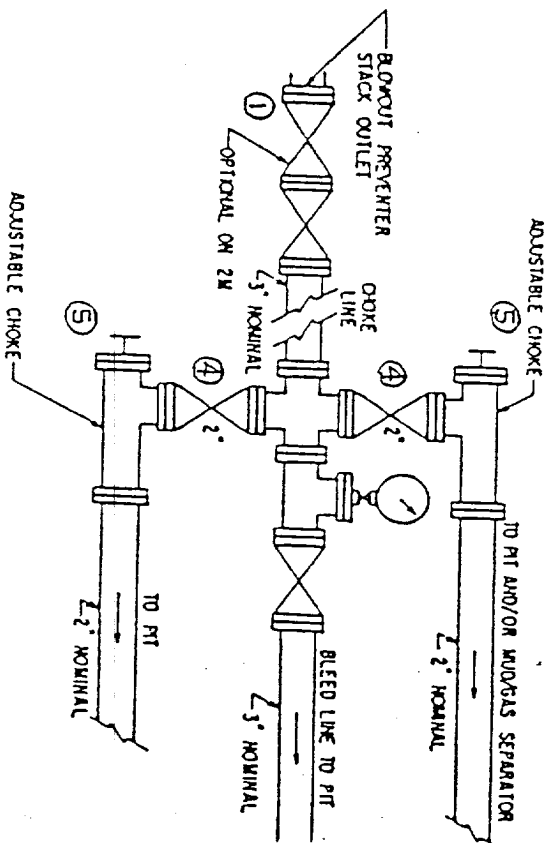 BLOWOUT PREVENTER
STACK OUTLET
①
OPTIONAL ON 2M
3" NOMINAL
CHOKE
LINE
ADJUSTABLE CHOKE
⑤
④
2"
TO PIT AND/OR MUD/GAS SEPARATOR
2" NOMINAL
BLEED LINE TO PIT
3" NOMINAL
④
2"
⑤
ADJUSTABLE CHOKE
TO PIT
2" NOMINAL